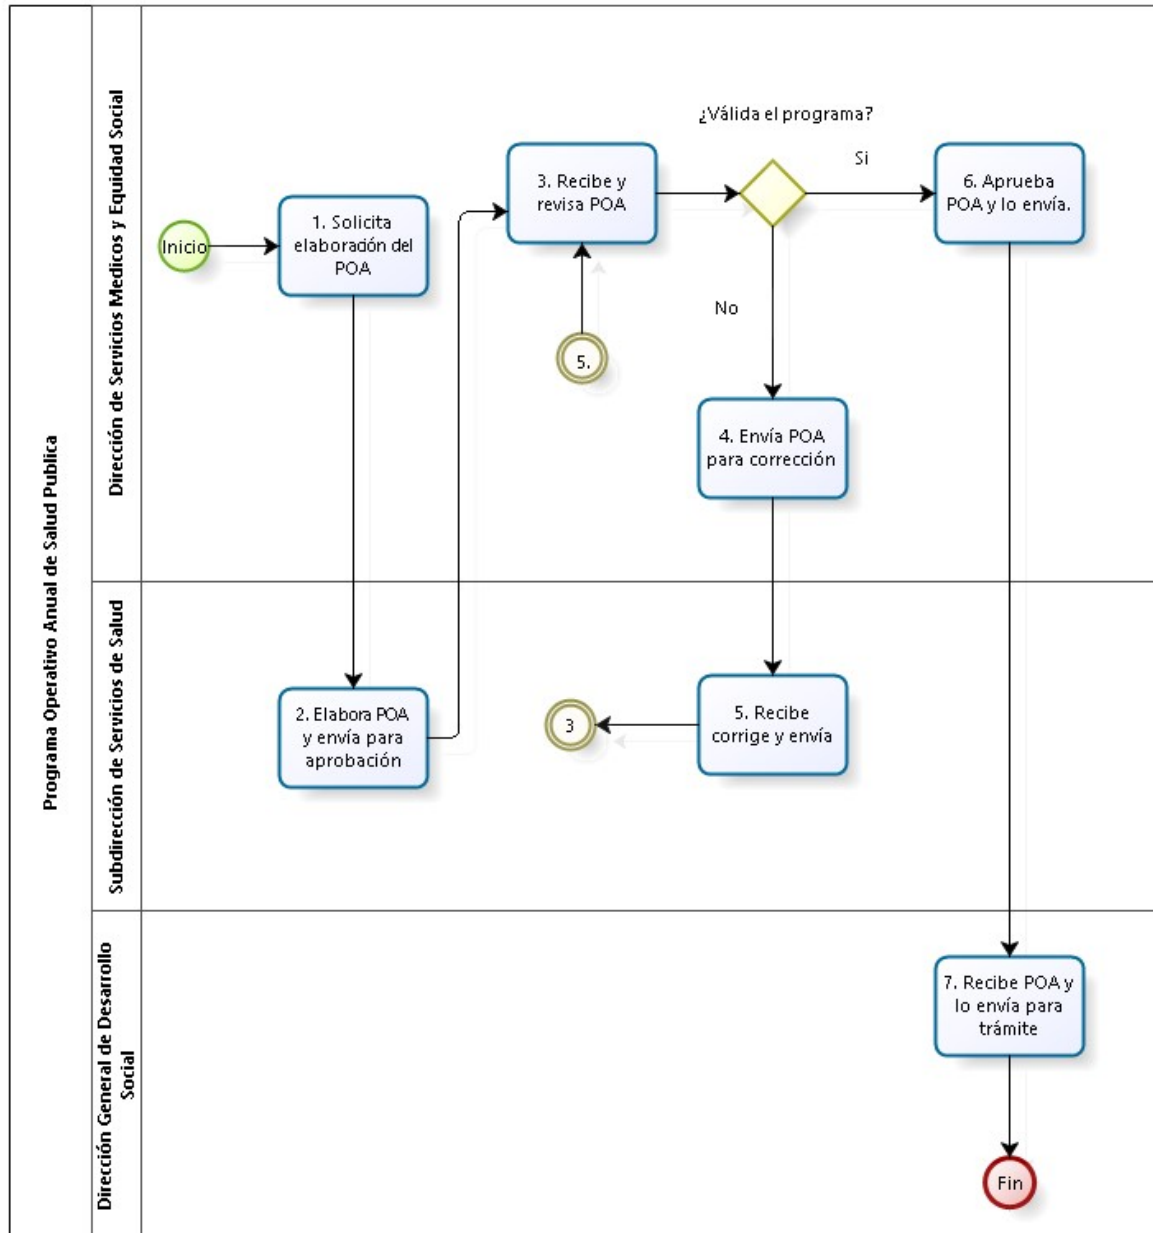 Programa Operativo Anual de Salud Publica
Dirección de Servicios Medicos y Equidad Social
Inicio
1. Solicita
elaboración del
POA
3. Recibe y
revisa POA
¿Válida el programa?
Si
6. Aprueba
POA y lo envía.
5.
No
4. Envía POA
para corrección
Subdirección de Servicios de Salud
2. Elabora POA
y envía para
aprobación
3
5. Recibe
corrige y envía
Dirección General de Desarrollo
Social
7. Recibe POA y
lo envía para
trámite
Fin